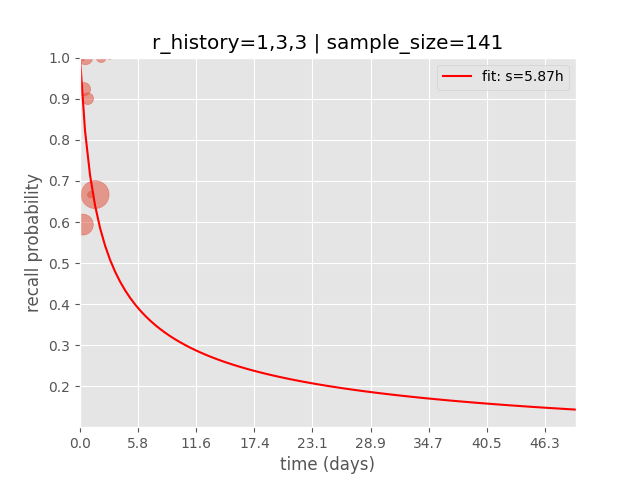 r_history=1,3,3 | sample_size=141
fit: s=5.87h
1.0
0.9
0.8
0.7
0.6
0.5
0.4
0.3
0.2
recall probability
0.0 5.8 11.6 17.4 23.1 28.9 34.7 40.5 46.3
time (days)